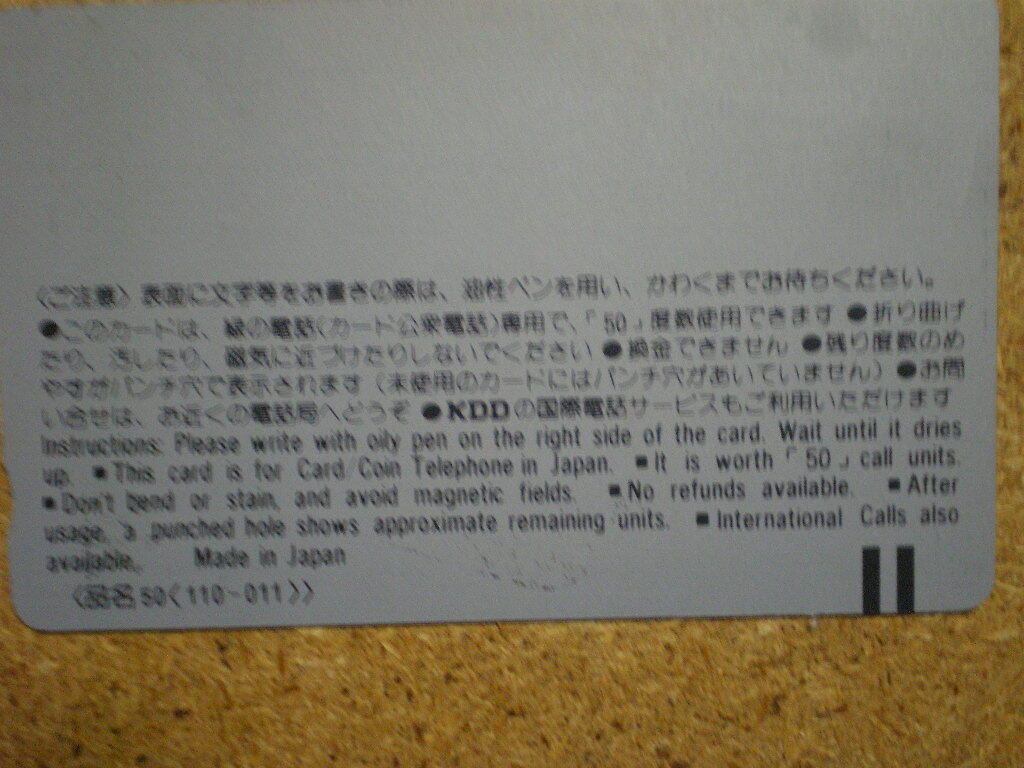 〈ご注意〉表面に文字等をお書きの際は、油性ペンを用い、かわくまでお待ちください。
●このカードは、緑の電話(カード公衆電話)専用で、「50」度数使用できます ●折り曲げ
たり、汚したり、磁気に近づけたりしないでください ●換金できません ●残り度数のめ
やすがパンチ穴で表示されます(未使用のカードにはパンチ穴があいていません) ●お問
い合せは、お近くの電話局へどうぞ ●KDDの国際電話サービスもご利用いただけます
Instructions: Please write with oily pen on the right side of the card. Wait until it dries
up. ■This card is for Card/Coin Telephone in Japan. ■It is worth「50」call units.
■Don't bend or stain, and avoid magnetic fields. ■No refunds available. ■After
usage, a punched hole shows approximate remaining units. ■International Calls also
available. Made in Japan
〈品名50〈110-011〉〉